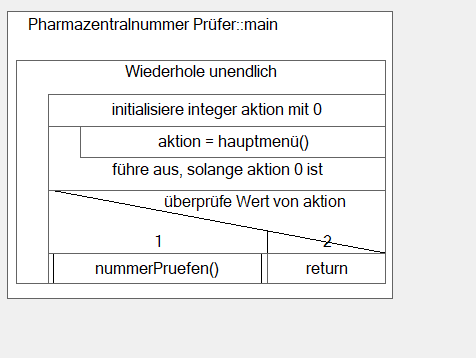 Pharmazentralnummer Prüfer::main
Wiederhole unendlich
initialisiere integer aktion mit 0
aktion = hauptmenü()
führe aus, solange aktion 0 ist
überprüfe Wert von aktion
1 2
nummerPruefen() return